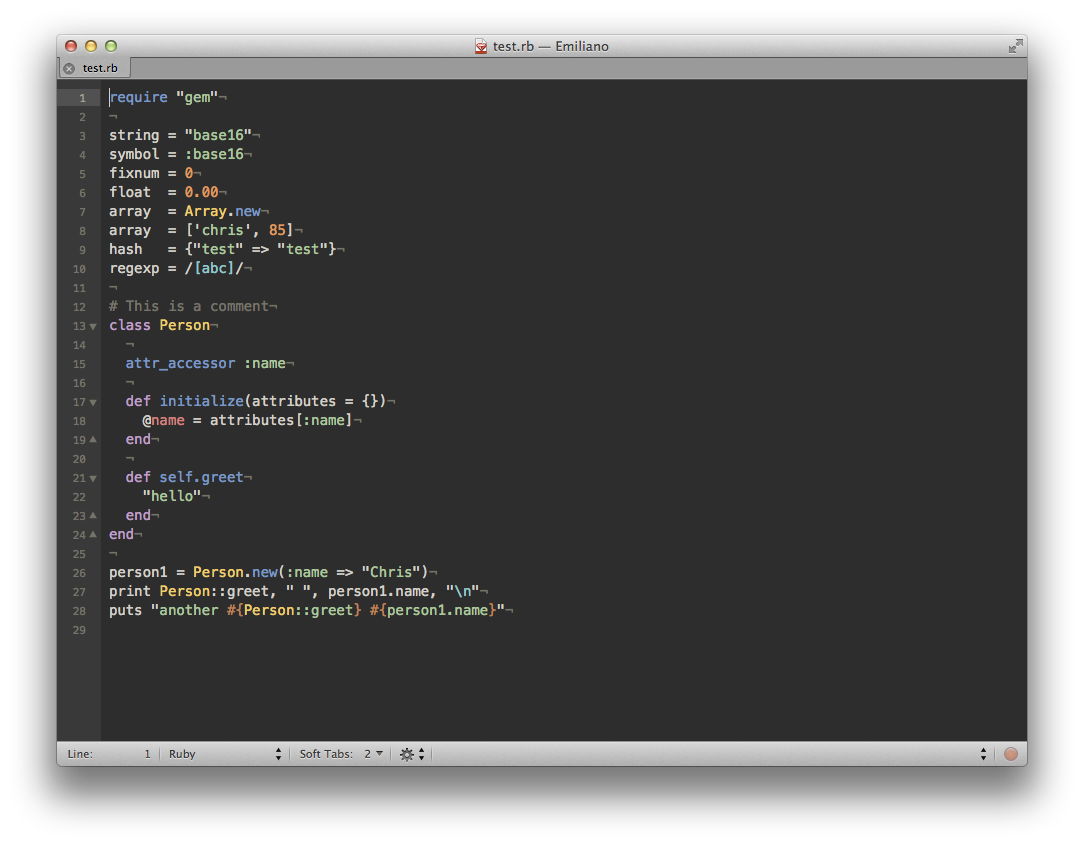 test.rb — Emiliano
test.rb
1 require "gem"¬
2 ¬
3 string = "base16"¬
4 symbol = :base16¬
5 fixnum = 0¬
6 float  = 0.00¬
7 array  = Array.new¬
8 array  = ['chris', 85]¬
9 hash   = {"test" => "test"}¬
10 regexp = /[abc]/¬
11 ¬
12 # This is a comment¬
13 class Person¬
14   ¬
15   attr_accessor :name¬
16   ¬
17   def initialize(attributes = {})¬
18     @name = attributes[:name]¬
19   end¬
20   ¬
21   def self.greet¬
22     "hello"¬
23   end¬
24 end¬
25 ¬
26 person1 = Person.new(:name => "Chris")¬
27 print Person::greet, " ", person1.name, "\n"¬
28 puts "another #{Person::greet} #{person1.name}"¬
29
Line: 1 Ruby Soft Tabs: 2